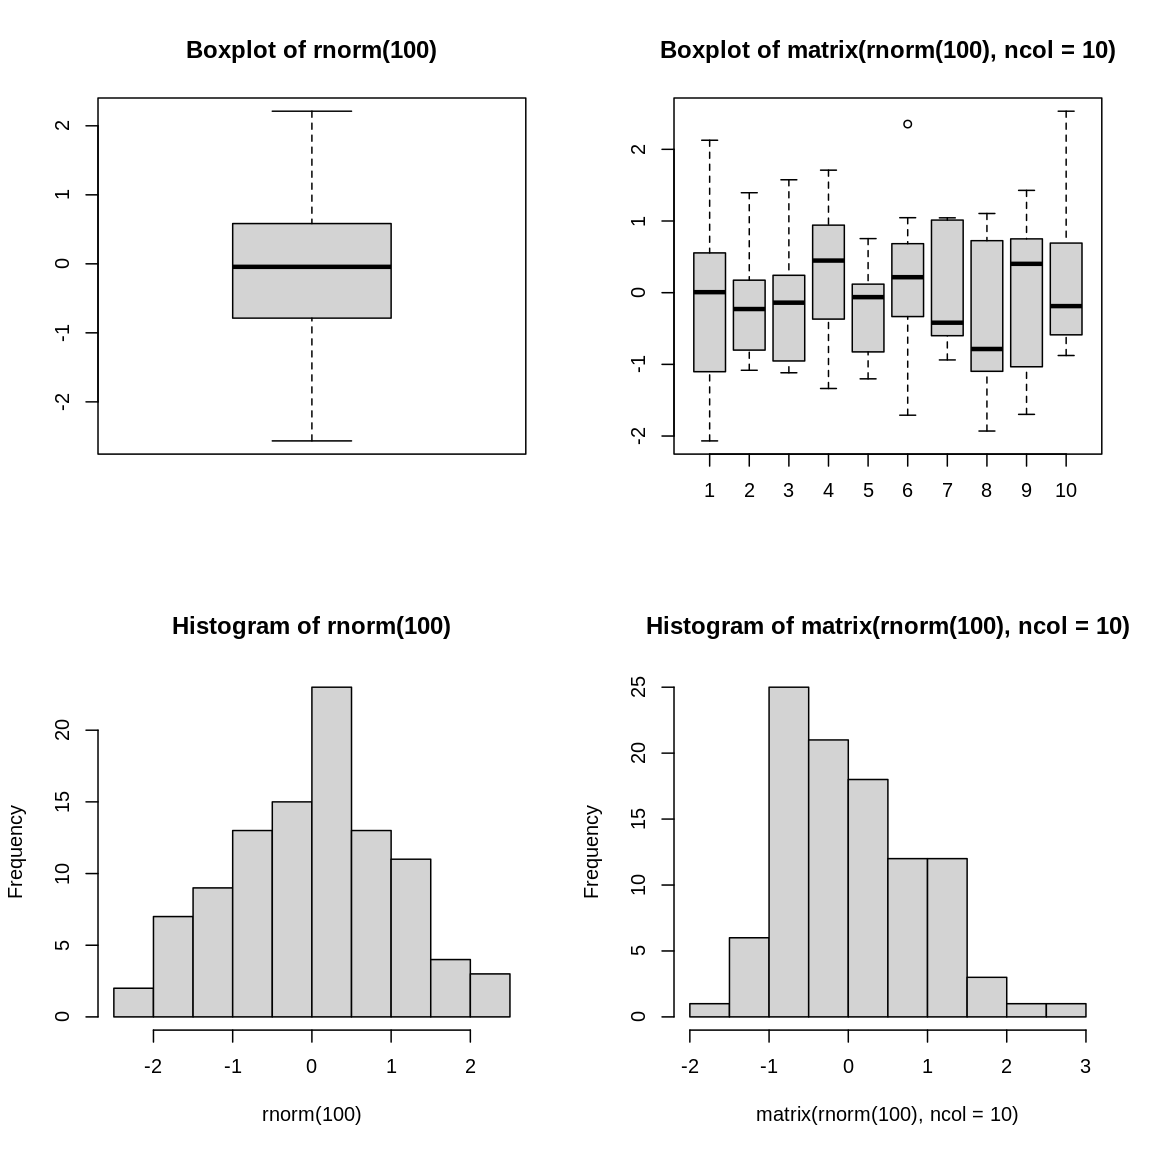 Boxplot of rnorm(100)
2
1
0
-1
-2
Boxplot of matrix(rnorm(100), ncol = 10)
2
1
0
-1
-2
1 2 3 4 5 6 7 8 9 10
Histogram of rnorm(100)
Frequency
20
15
10
5
0
-2 -1 0 1 2
rnorm(100)
Histogram of matrix(rnorm(100), ncol = 10)
Frequency
25
20
15
10
5
0
-2 -1 0 1 2 3
matrix(rnorm(100), ncol = 10)